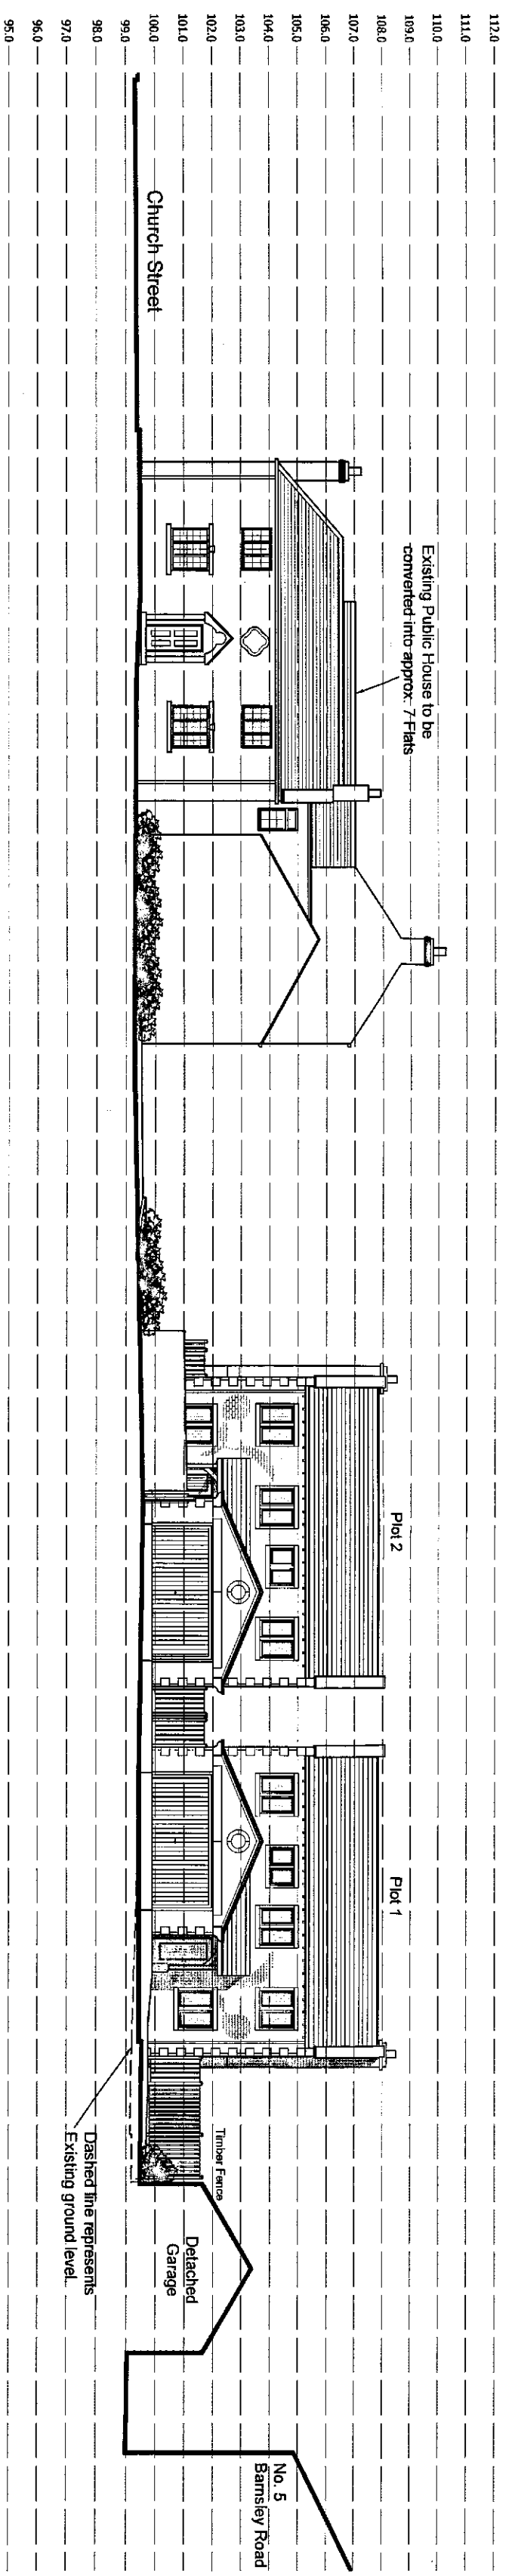 112.0
111.0
110.0
109.0
108.0
107.0
106.0
105.0
104.0
103.0
102.0
101.0
100.0
99.0
98.0
97.0
96.0
95.0
Church Street
Existing Public House to be
converted into approx. 7 Flats
Plot 2
Plot 1
Timber Fence
Dashed line represents
Existing ground level.
Detached
Garage
No. 5
Barnsley Road